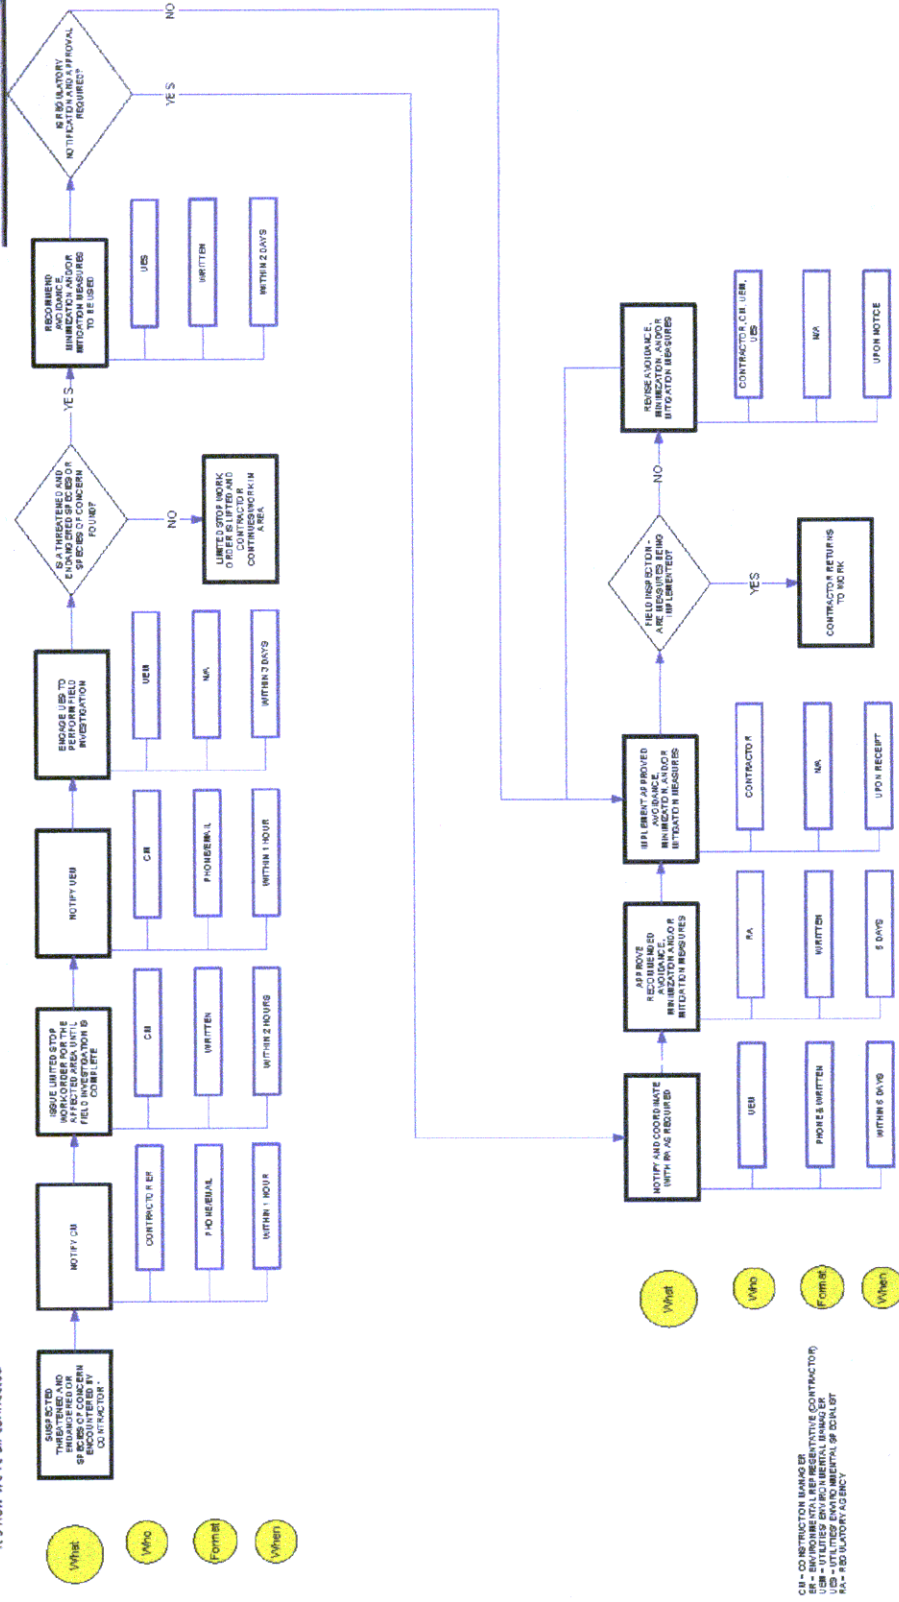 What
Who
Format
When
SUSPECTED
THREATENED AND
ENDANGERED OR
SPECIES OF CONCERN
ENCOUNTERED BY
CONTRACTOR -
NOTIFY CM
CONTRACTOR ER
PHONE/EMAIL
WITHIN 1 HOUR
ISSUE LIMITED STOP
WORK ORDER FOR THE
AFFECTED AREA UNTIL
FIELD INVESTIGATION IS
COMPLETE
CM
WRITTEN
WITHIN 2 HOURS
NOTIFY UEM
CM
PHONE/EMAIL
WITHIN 1 HOUR
ENGAGE UES TO
PERFORM FIELD
INVESTIGATION
UEM
N/A
WITHIN 3 DAYS
IS A THREATENED AND
ENDANGERED SPECIES OR
SPECIES OF CONCERN
FOUND?
YES
NO
LIMITED STOP WORK
ORDER IS LIFTED AND
CONTRACTOR
CONTINUES WORK IN
AREA
RECOMMEND
AVOIDANCE,
MINIMIZATION AND/OR
MITIGATION MEASURES
TO BE USED
UES
WRITTEN
WITHIN 2 DAYS
IS REGULATORY
NOTIFICATION AND APPROVAL
REQUIRED?
NO
YES
What
Who
Format
When
NOTIFY AND COORDINATE
WITH RA AS REQUIRED
UEM
PHONE & WRITTEN
WITHIN 5 DAYS
APPROVE
RECOMMENDED
AVOIDANCE,
MINIMIZATION AND/OR
MITIGATION MEASURES
RA
WRITTEN
5 DAYS
IMPLEMENT APPROVED
AVOIDANCE,
MINIMIZATION, AND/OR
MITIGATION MEASURES
CONTRACTOR
N/A
UPON RECEIPT
FIELD INSPECTION -
ARE MEASURES BEING
IMPLEMENTED?
NO
YES
CONTRACTOR RETURNS
TO WORK
REVISE AVOIDANCE,
MINIMIZATION, AND/OR
MITIGATION MEASURES
CONTRACTOR, CM, UEM,
UES
N/A
UPON NOTICE
CM = CONSTRUCTION MANAGER
ER = ENVIRONMENTAL REPRESENTATIVE (CONTRACTOR)
UEM = UTILITIES' ENVIRONMENTAL MANAGER
UES = UTILITIES' ENVIRONMENTAL SPECIALIST
RA = REGULATORY AGENCY